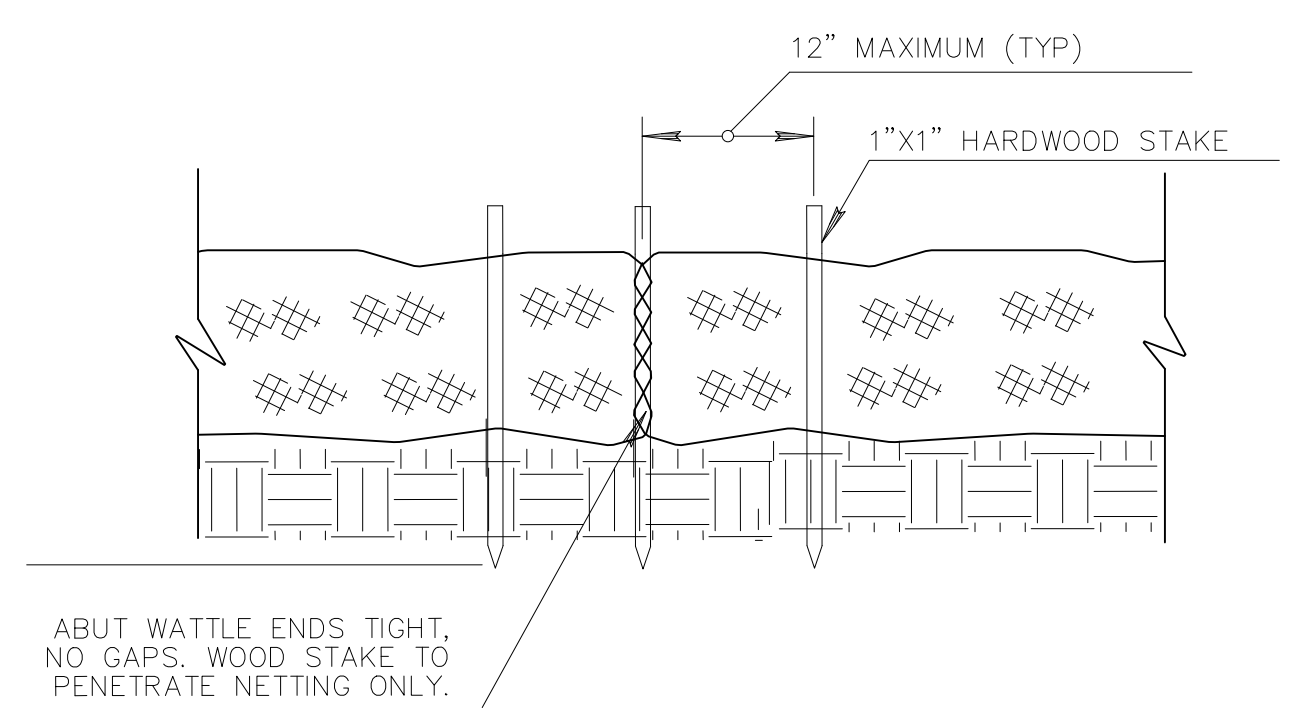 12” MAXIMUM (TYP)
1”X1” HARDWOOD STAKE
ABUT WATTLE ENDS TIGHT,
NO GAPS. WOOD STAKE TO
PENETRATE NETTING ONLY.